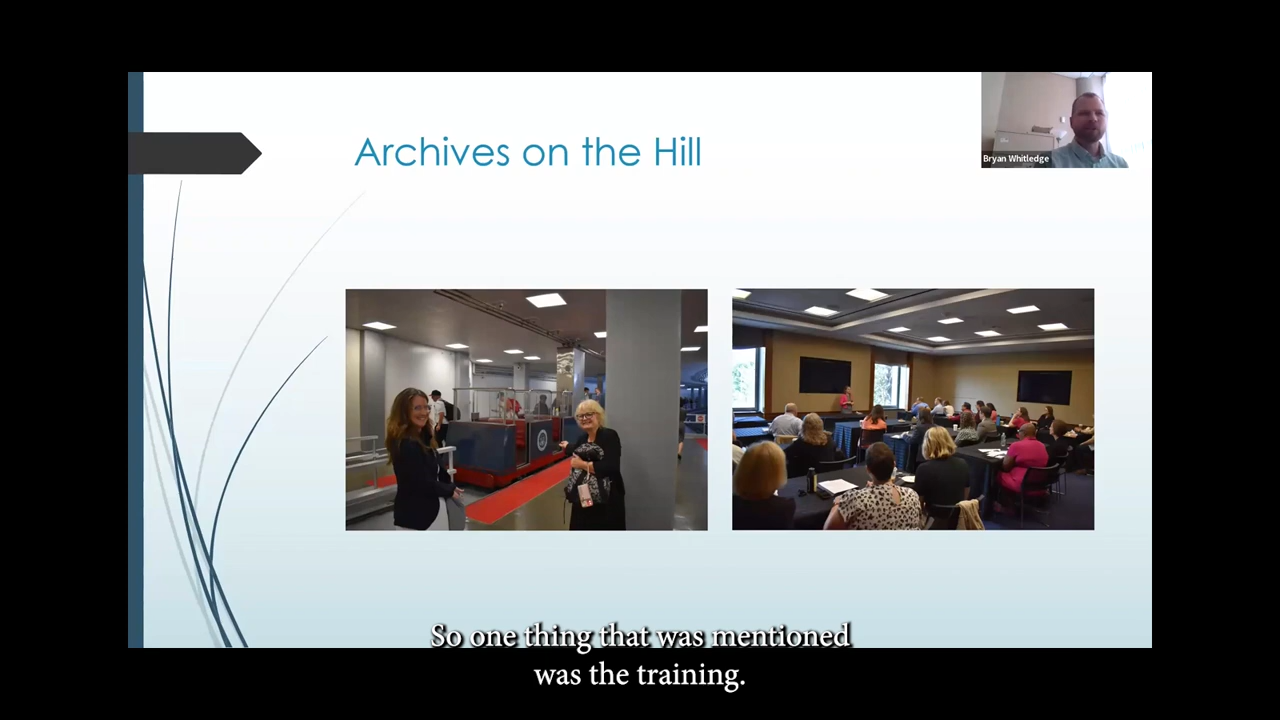 Archives on the Hill
Bryan Whitledge
So one thing that was mentioned
was the training.